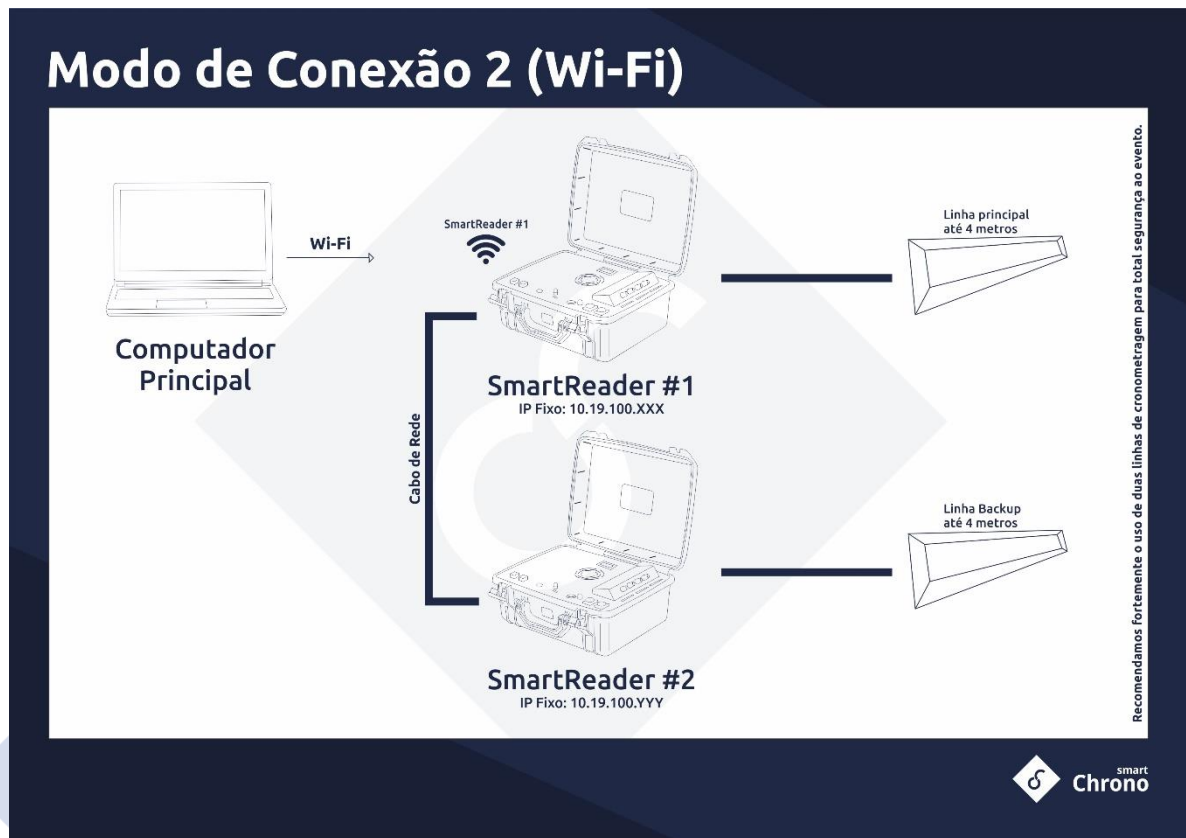 Modo de Conexão 2 (Wi-Fi)
Wi-Fi
Computador
Principal
SmartReader #1
SmartReader #1
IP Fixo: 10.19.100.XXX
Linha principal
até 4 metros
Cabo de Rede
SmartReader #2
IP Fixo: 10.19.100.YYY
Linha Backup
até 4 metros
Recomendamos fortemente o uso de duas linhas de cronometragem para total segurança ao evento.
smart
Chrono